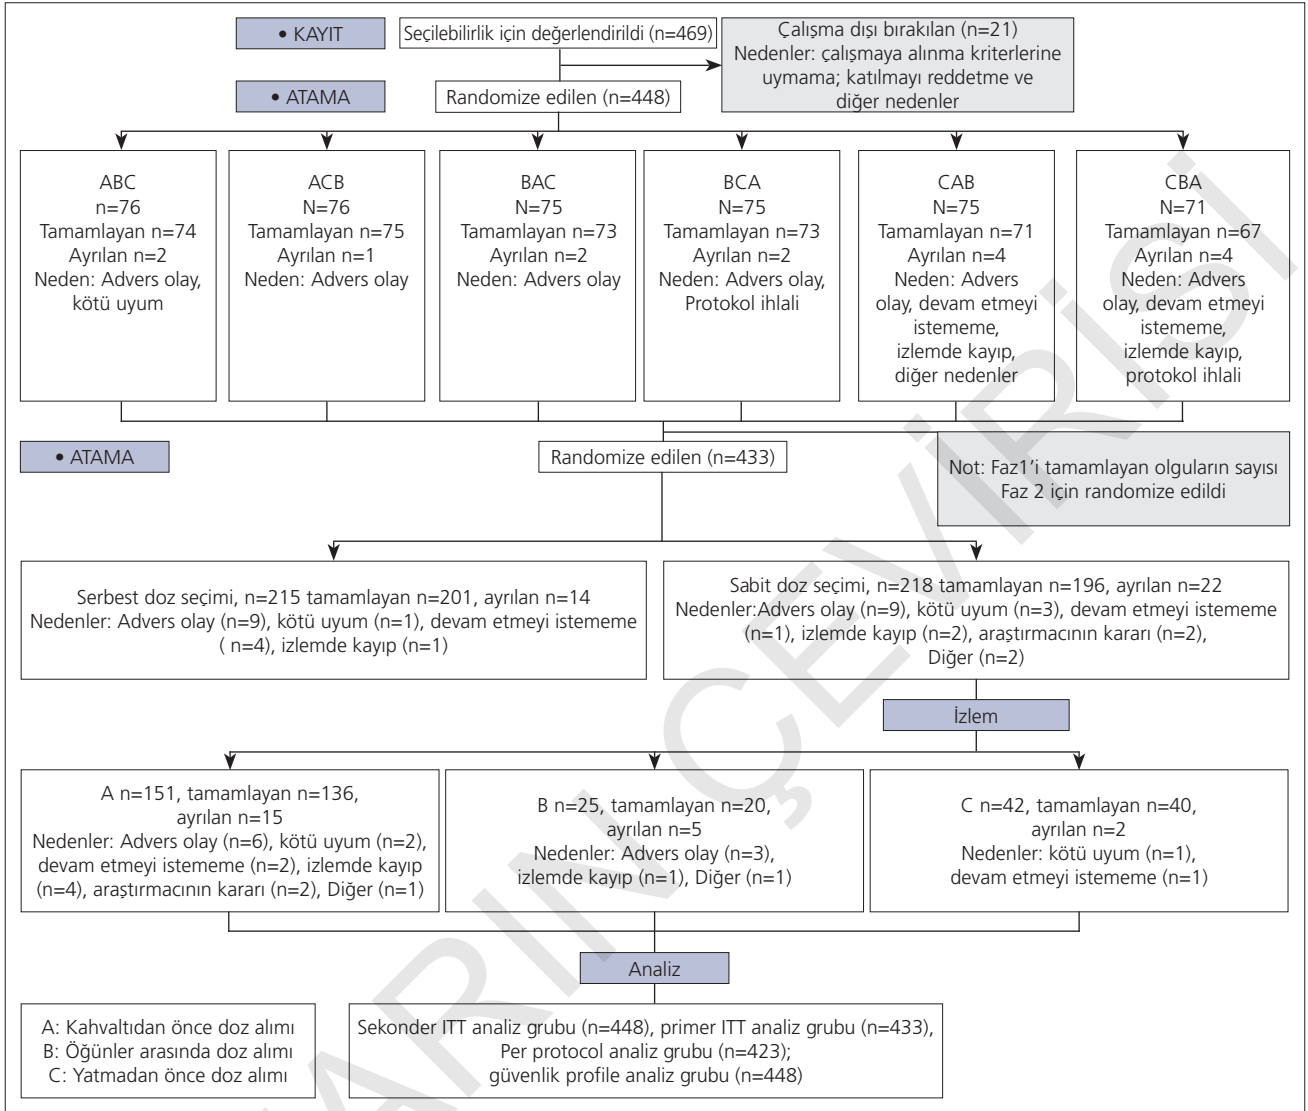 • KAYIT
Seçilebilirlik için değerlendirildi (n=469)
Çalışma dışı bırakılan (n=21)
Nedenler: çalışmaya alınma kriterlerine
uymama; katılmayı reddetme ve
diğer nedenler
• ATAMA
Randomize edilen (n=448)
ABC
n=76
Tamamlayan n=74
Ayrılan n=2
Neden: Advers olay,
kötü uyum
ACB
N=76
Tamamlayan n=75
Ayrılan n=1
Neden: Advers olay
BAC
N=75
Tamamlayan n=73
Ayrılan n=2
Neden: Advers olay
BCA
N=75
Tamamlayan n=73
Ayrılan n=2
Neden: Advers olay,
Protokol ihlali
CAB
N=75
Tamamlayan n=71
Ayrılan n=4
Neden: Advers
olay, devam etmeyi
istememe,
izlemde kayıp,
diğer nedenler
CBA
N=71
Tamamlayan n=67
Ayrılan n=4
Neden: Advers
olay, devam etmeyi
istememe,
izlemde kayıp,
protokol ihlali
• ATAMA
Randomize edilen (n=433)
Not: Faz1’i tamamlayan olguların sayısı
Faz 2 için randomize edildi
Serbest doz seçimi, n=215 tamamlayan n=201, ayrılan n=14
Nedenler: Advers olay (n=9), kötü uyum (n=1), devam etmeyi istememe
( n=4), izlemde kayıp (n=1)
Sabit doz seçimi, n=218 tamamlayan n=196, ayrılan n=22
Nedenler:Advers olay (n=9), kötü uyum (n=3), devam etmeyi istememe
(n=1), izlemde kayıp (n=2), araştırmacının kararı (n=2),
Diğer (n=2)
İzlem
A n=151, tamamlayan n=136,
ayrılan n=15
Nedenler: Advers olay (n=6), kötü uyum (n=2),
devam etmeyi istememe (n=2), izlemde kayıp
(n=4), araştırmacının kararı (n=2), Diğer (n=1)
B n=25, tamamlayan n=20,
ayrılan n=5
Nedenler: Advers olay (n=3),
izlemde kayıp (n=1), Diğer (n=1)
C n=42, tamamlayan n=40,
ayrılan n=2
Nedenler: kötü uyum (n=1),
devam etmeyi istememe (n=1)
Analiz
A: Kahvaltıdan önce doz alımı
B: Öğünler arasında doz alımı
C: Yatmadan önce doz alımı
Sekonder ITT analiz grubu (n=448), primer ITT analiz grubu (n=433),
Per protocol analiz grubu (n=423);
güvenlik profile analiz grubu (n=448)
ARIN ÇEVİRİSİ